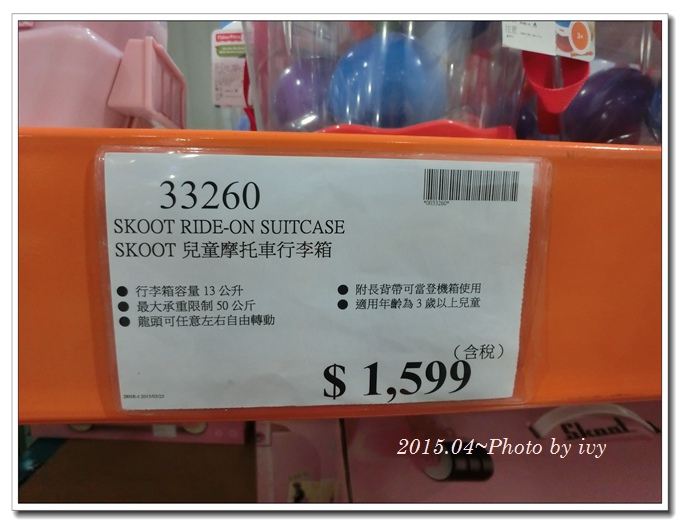 33260
*0033260*
SKOOT RIDE-ON SUITCASE
SKOOT 兒童摩托車行李箱
● 行李箱容量 13 公升
● 最大承重限制 50 公斤
● 龍頭可任意左右自由轉動
● 附長背帶可當登機箱使用
● 適用年齡為 3 歲以上兒童
（含稅）
$ 1,599
Skoot
2015.04~Photo by ivy